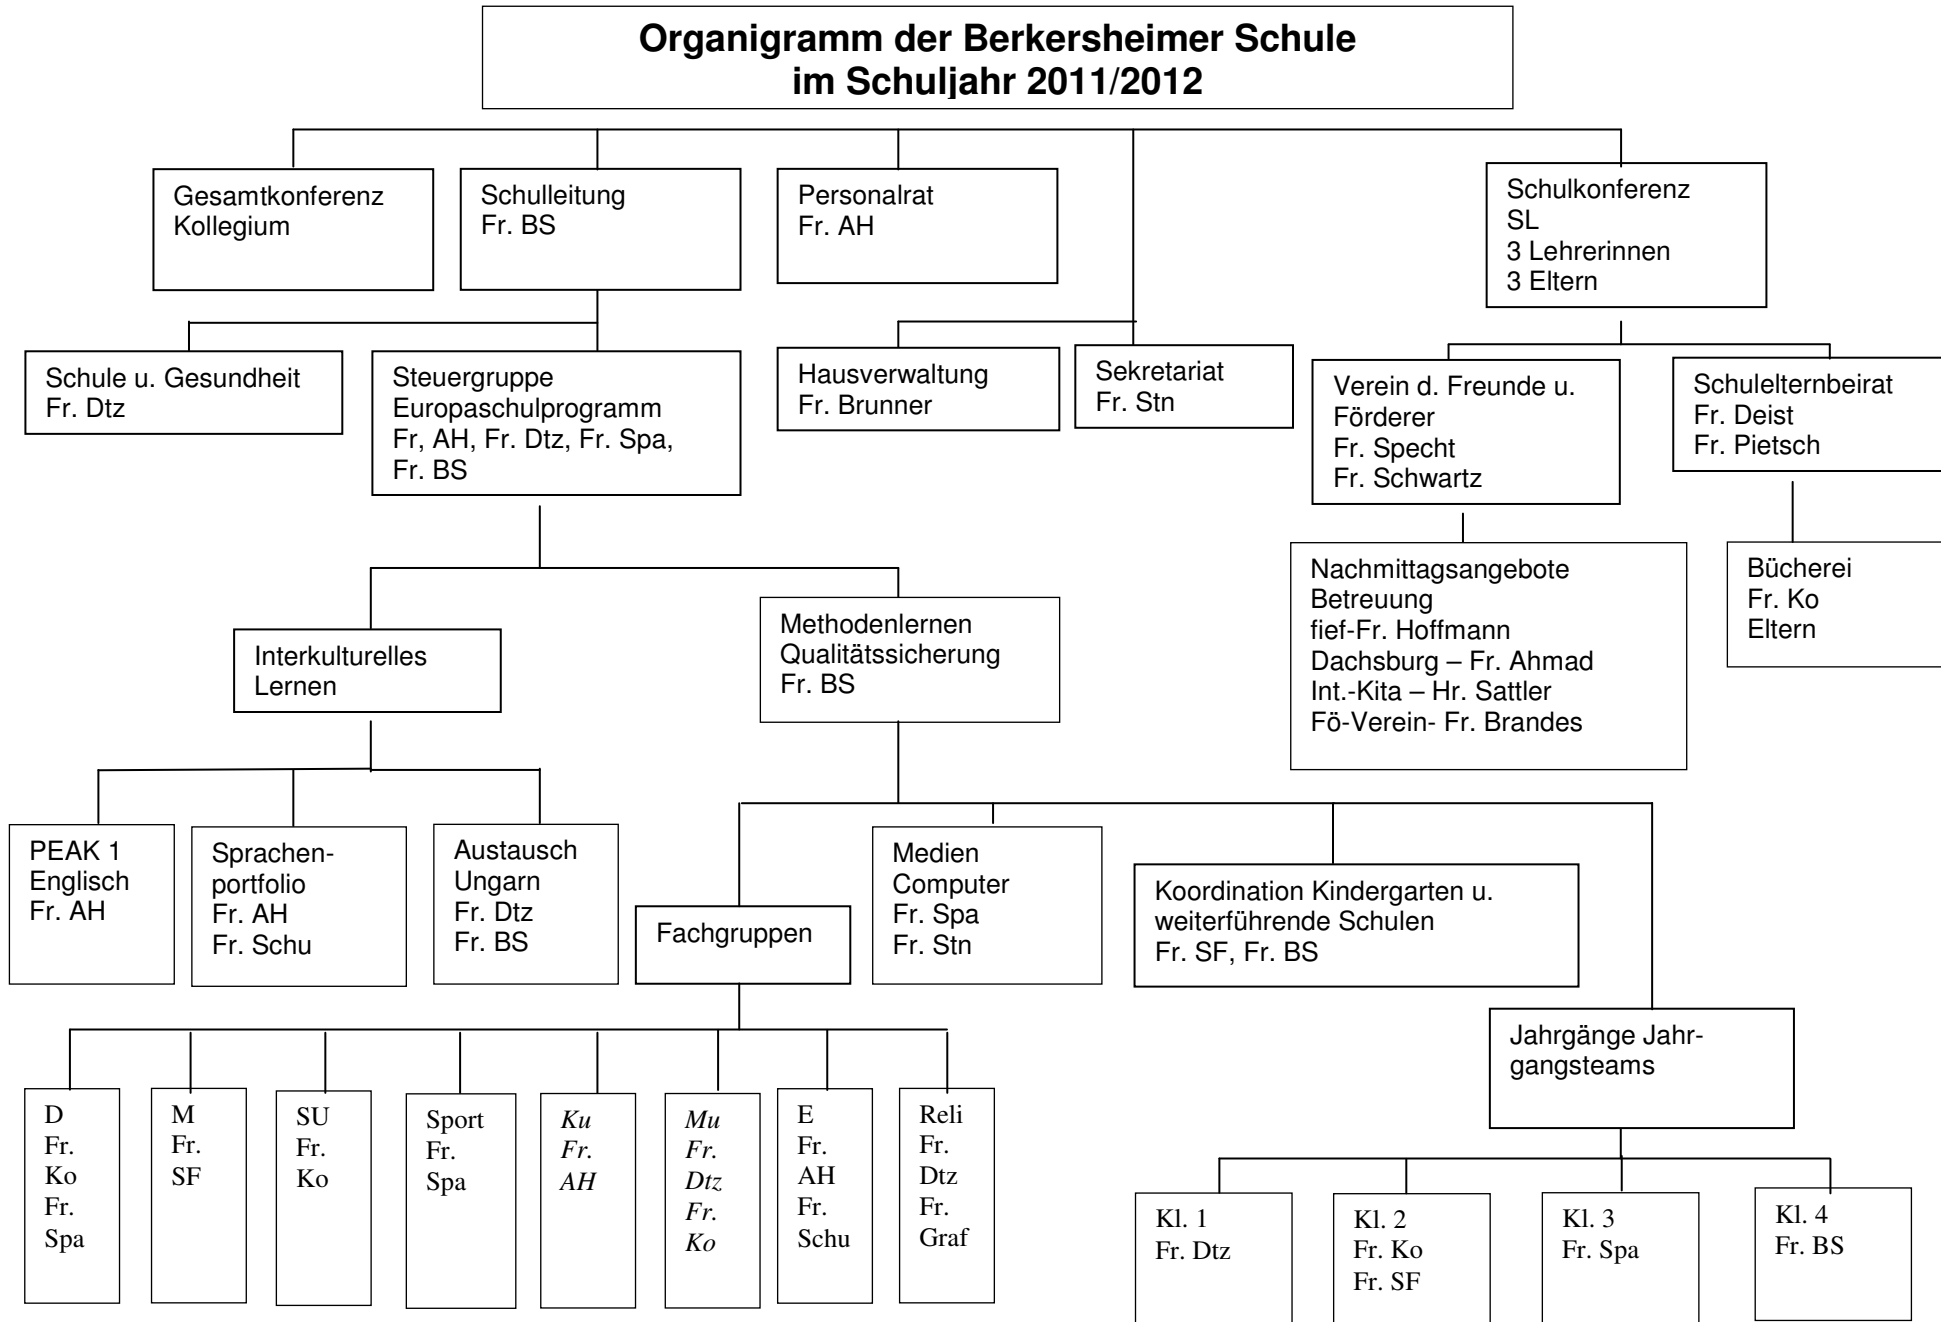 Organigramm der Berkersheimer Schule
im Schuljahr 2011/2012
Gesamtkonferenz
Kollegium
Schulleitung
Fr. BS
Personalrat
Fr. AH
Schulkonferenz
SL
3 Lehrerinnen
3 Eltern
Schule u. Gesundheit
Fr. Dtz
Steuergruppe
Europaschulprogramm
Fr, AH, Fr. Dtz, Fr. Spa,
Fr. BS
Hausverwaltung
Fr. Brunner
Sekretariat
Fr. Stn
Verein d. Freunde u.
Förderer
Fr. Specht
Fr. Schwartz
Schulelternbeirat
Fr. Deist
Fr. Pietsch
Nachmittagsangebote
Betreuung
fief-Fr. Hoffmann
Dachsburg – Fr. Ahmad
Int.-Kita – Hr. Sattler
Fö-Verein- Fr. Brandes
Bücherei
Fr. Ko
Eltern
Interkulturelles
Lernen
Methodenlernen
Qualitätssicherung
Fr. BS
PEAK 1
Englisch
Fr. AH
Sprachen-
portfolio
Fr. AH
Fr. Schu
Austausch
Ungarn
Fr. Dtz
Fr. BS
Fachgruppen
Medien
Computer
Fr. Spa
Fr. Stn
Koordination Kindergarten u.
weiterführende Schulen
Fr. SF, Fr. BS
Jahrgänge Jahr-
gangsteams
D
Fr.
Ko
Fr.
Spa
M
Fr.
SF
SU
Fr.
Ko
Sport
Fr.
Spa
Ku
Fr.
AH
Mu
Fr.
Dtz
Fr.
Ko
E
Fr.
AH
Fr.
Schu
Reli
Fr.
Dtz
Fr.
Graf
Kl. 1
Fr. Dtz
Kl. 2
Fr. Ko
Fr. SF
Kl. 3
Fr. Spa
Kl. 4
Fr. BS